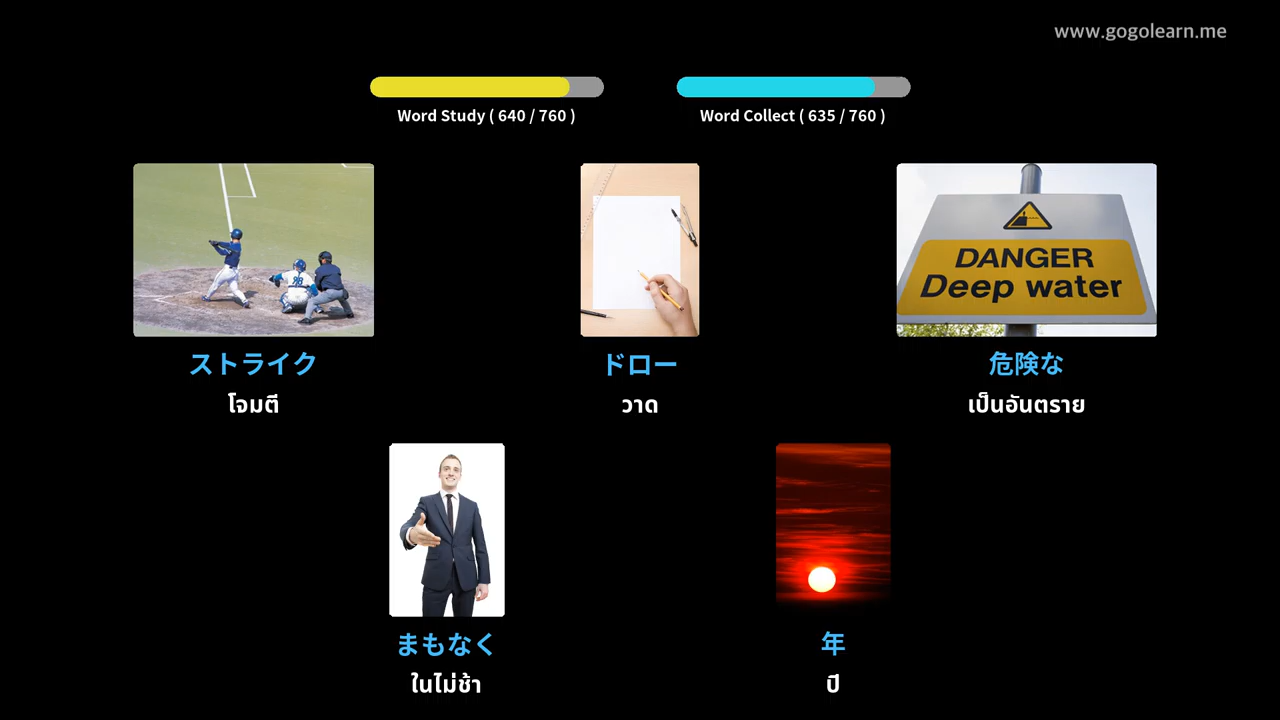 www.gogolearn.me
Word Study ( 640 / 760 )
Word Collect ( 635 / 760 )
DANGER
Deep water
ストライク
ドロー
危険な
โจมตี
วาด
เป็นอันตราย
まもなく
年
ในไม่ช้า
ปี